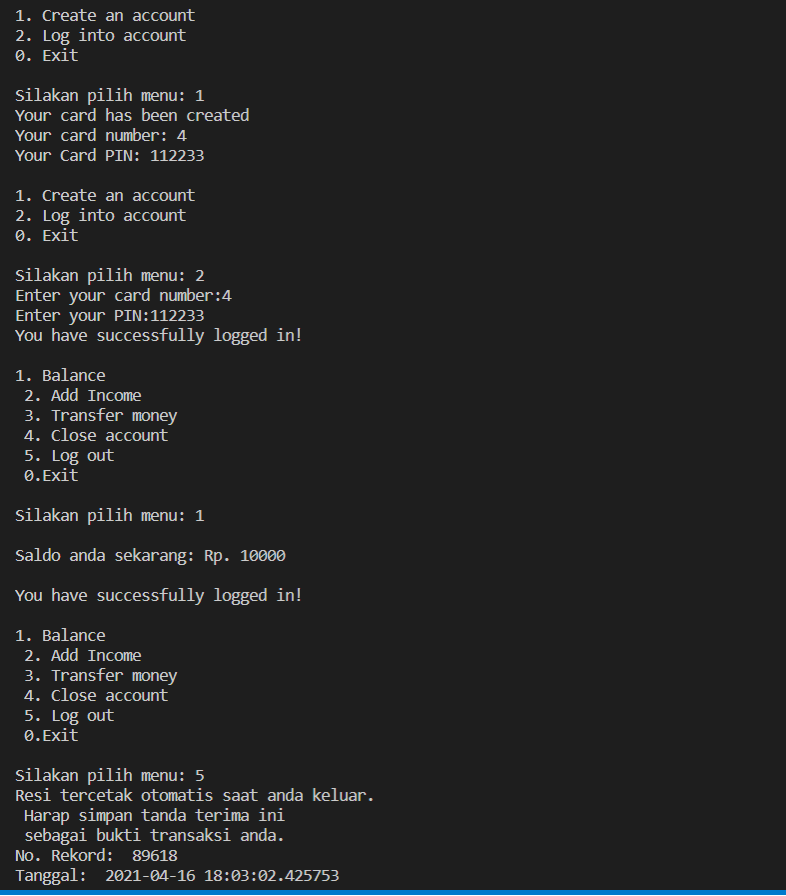 1. Create an account
2. Log into account
0. Exit
Silakan pilih menu: 1
Your card has been created
Your card number: 4
Your Card PIN: 112233
1. Create an account
2. Log into account
0. Exit
Silakan pilih menu: 2
Enter your card number:4
Enter your PIN:112233
You have successfully logged in!
1. Balance
2. Add Income
3. Transfer money
4. Close account
5. Log out
0.Exit
Silakan pilih menu: 1
Saldo anda sekarang: Rp. 10000
You have successfully logged in!
1. Balance
2. Add Income
3. Transfer money
4. Close account
5. Log out
0.Exit
Silakan pilih menu: 5
Resi tercetak otomatis saat anda keluar.
Harap simpan tanda terima ini
sebagai bukti transaksi anda.
No. Rekord:  89618
Tanggal:  2021-04-16 18:03:02.425753